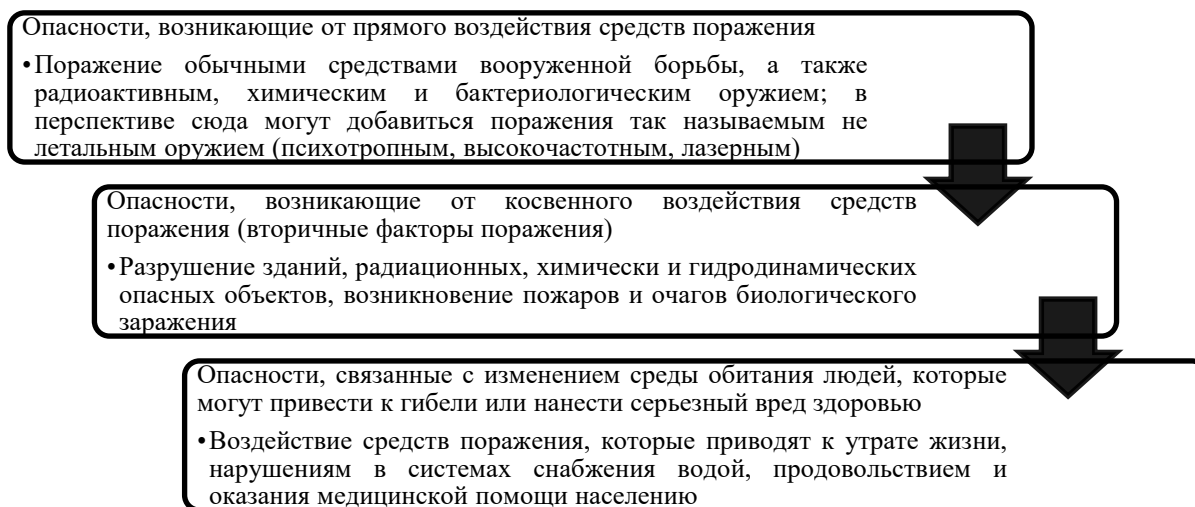 Опасности, возникающие от прямого воздействия средств поражения
•Поражение обычными средствами вооруженной борьбы, а также
радиоактивным, химическим и бактериологическим оружием; в
перспективе сюда могут добавиться поражения так называемым не
летальным оружием (психотропным, высокочастотным, лазерным)
Опасности, возникающие от косвенного воздействия средств
поражения (вторичные факторы поражения)
•Разрушение зданий, радиационных, химически и гидродинамических
опасных объектов, возникновение пожаров и очагов биологического
заражения
Опасности, связанные с изменением среды обитания людей, которые
могут привести к гибели или нанести серьезный вред здоровью
•Воздействие средств поражения, которые приводят к утрате жизни,
нарушениям в системах снабжения водой, продовольствием и
оказания медицинской помощи населению